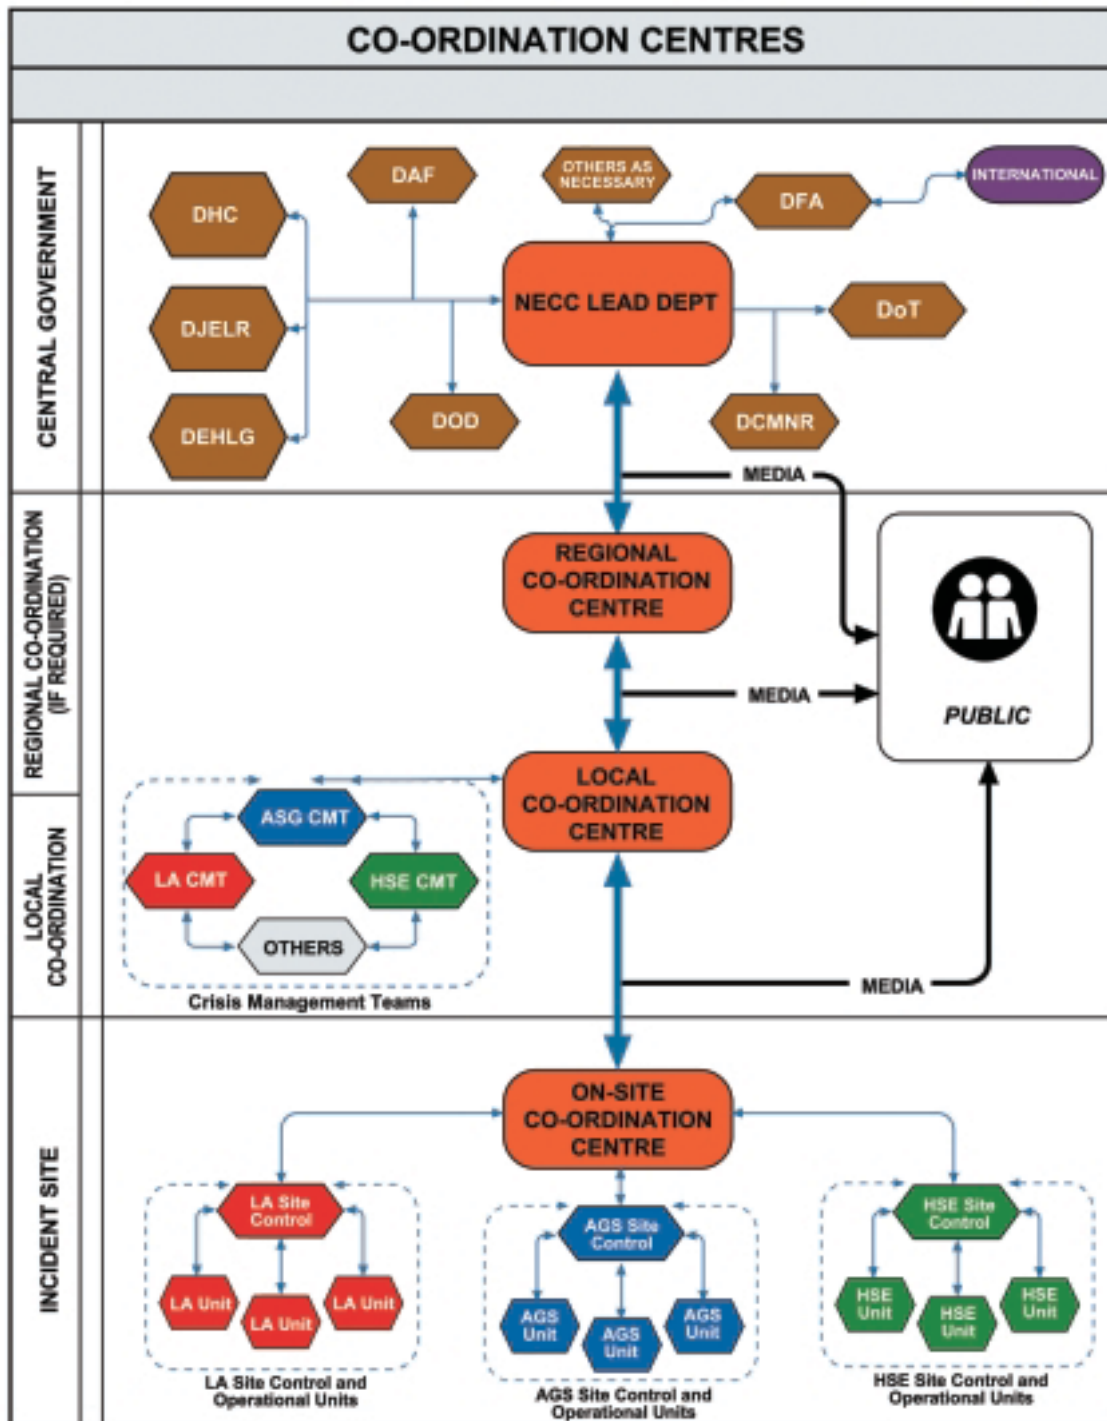 CO-ORDINATION CENTRES
CENTRAL GOVERNMENT
DHC
DAF
OTHERS AS
NECESSARY
DFA
INTERNATIONAL
DJELR
NECC LEAD DEPT
DoT
DEHLG
DOD
DCMNR
MEDIA
REGIONAL CO-ORDINATION
(IF REQUIRED)
REGIONAL
CO-ORDINATION
CENTRE
MEDIA
PUBLIC
LOCAL
CO-ORDINATION
LOCAL
CO-ORDINATION
CENTRE
ASG CMT
LA CMT
HSE CMT
OTHERS
Crisis Management Teams
MEDIA
INCIDENT SITE
ON-SITE
CO-ORDINATION
CENTRE
LA Site
Control
LA Unit
LA Unit
LA Unit
LA Site Control and
Operational Units
AGS Site
Control
AGS
Unit
AGS
Unit
AGS
Unit
AGS Site Control and
Operational Units
HSE Site
Control
HSE
Unit
HSE
Unit
HSE
Unit
HSE Site Control and
Operational Units